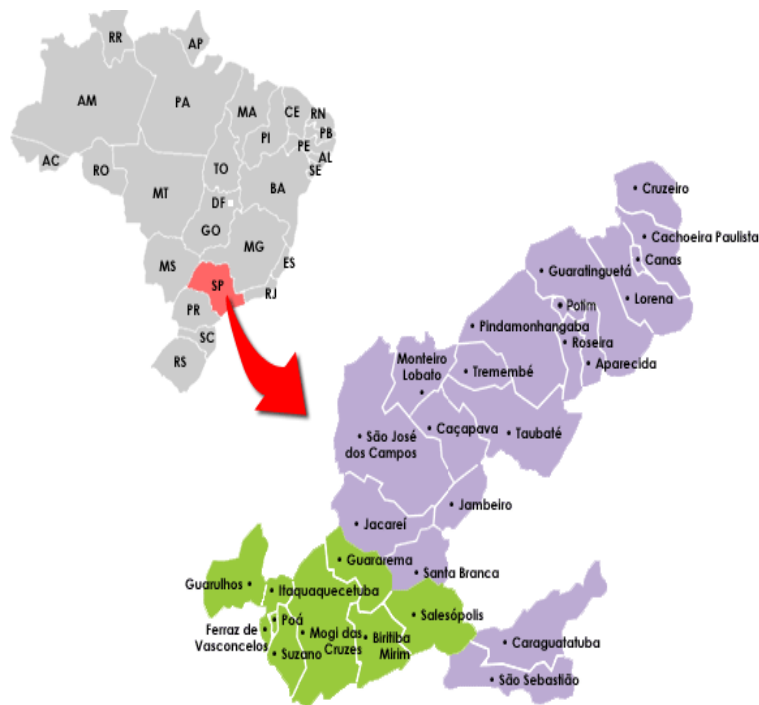 RR
AP
AM
PA
MA
CE
RN
PI
PB
PE
AL
SE
AC
RO
TO
MT
BA
DF
GO
MG
MS
ES
SP
RJ
PR
SC
RS
Cruzeiro
Cachoeira Paulista
Canas
Guaratinguetá
Lorena
Potim
Pindamonhangaba
Roseira
Aparecida
Monteiro
Lobato
Tremembé
Caçapava
Taubaté
São José
dos Campos
Jambeiro
Jacareí
Guararema
Santa Branca
Guarulhos
Itaquaquecetuba
Salesópolis
Poá
Ferraz de
Vasconcelos
Mogi das
Cruzes
Biritiba
Mirim
Suzano
Caraguatatuba
São Sebastião